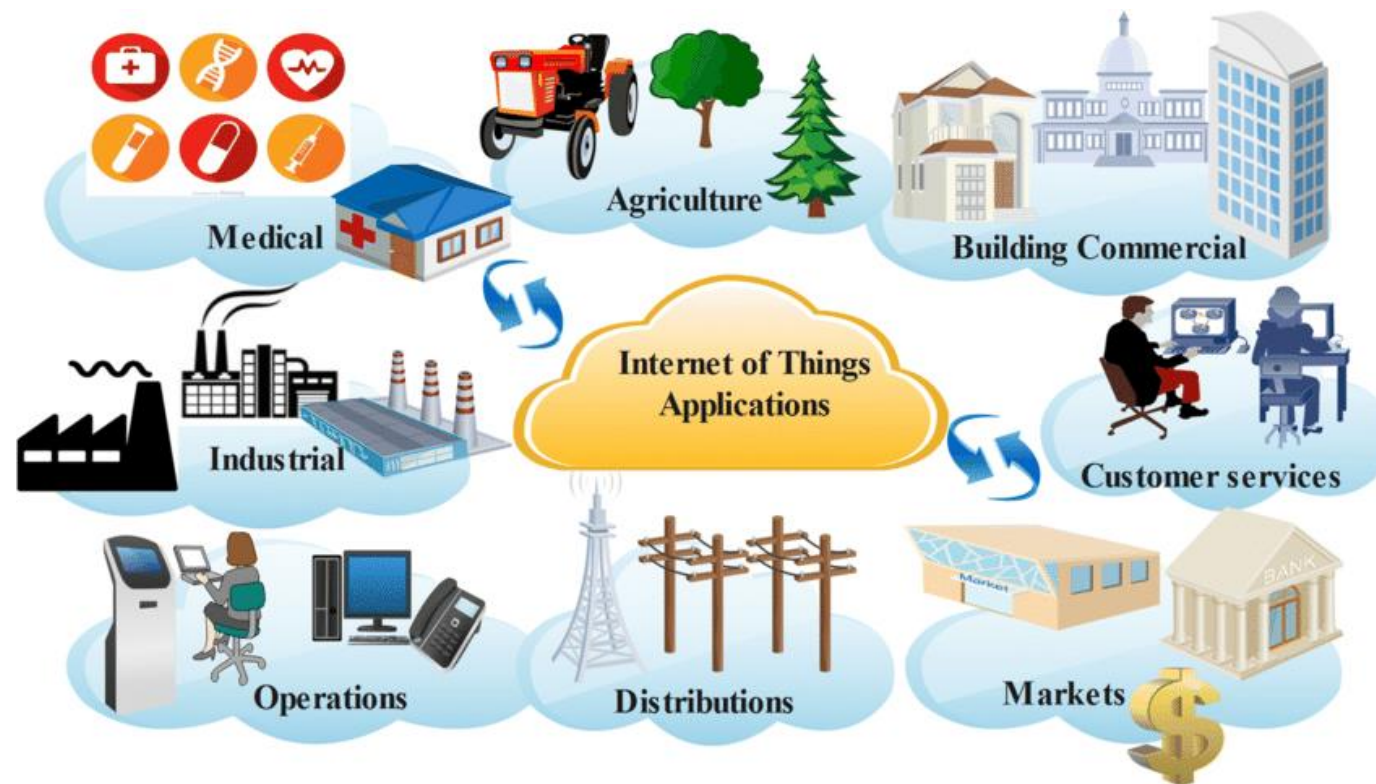 Agriculture
Medical
Building Commercial
Internet of Things
Applications
Industrial
Customer services
Market
BANK
Operations
Distributions
Markets